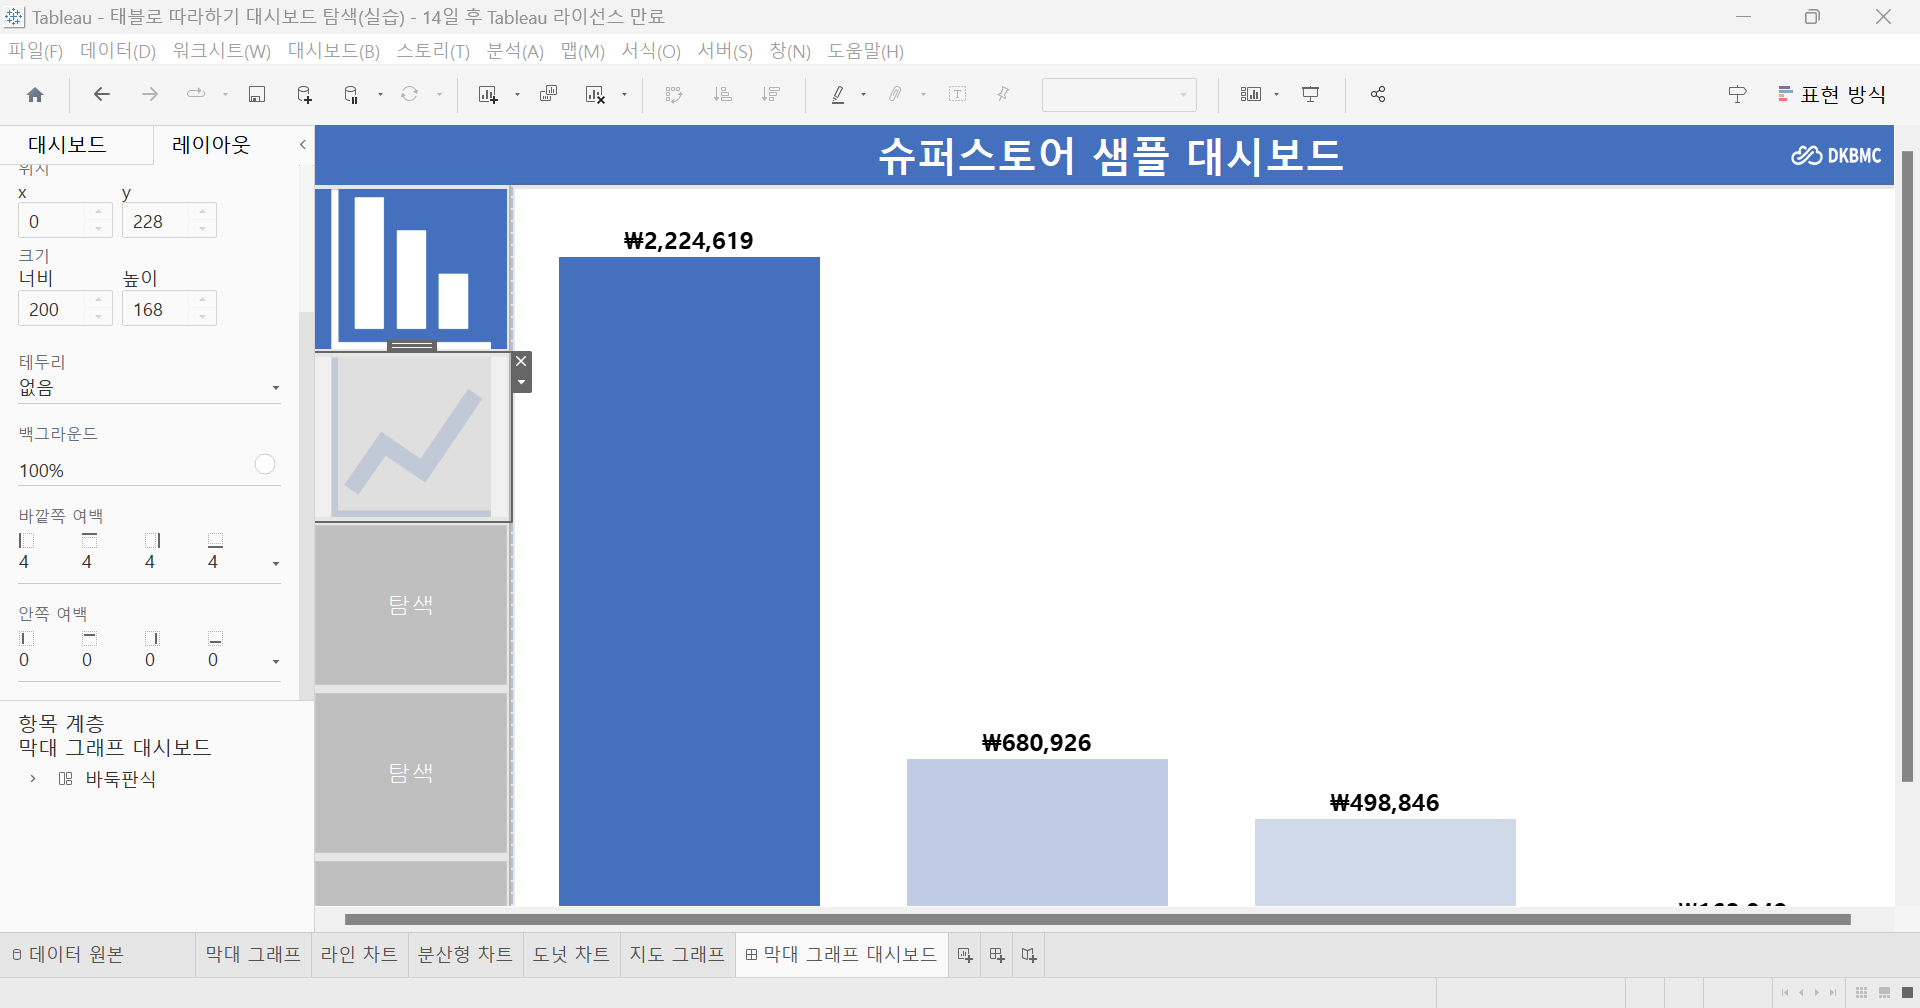 Tableau - 태블로 따라하기 대시보드 탐색(실습) - 14일 후 Tableau 라이선스 만료
파일(F) 데이터(D) 워크시트(W) 대시보드(B) 스토리(T) 분석(A) 맵(M) 서식(O) 서버(S) 창(N) 도움말(H)
표현 방식
대시보드 레이아웃
위치
x y
0 228
크기
너비 높이
200 168
테두리
없음
백그라운드
100%
바깥쪽 여백
4 4 4 4
안쪽 여백
0 0 0 0
항목 계층
막대 그래프 대시보드
바둑판식
슈퍼스토어 샘플 대시보드
DKBMC
₩2,224,619
₩680,926
₩498,846
탐색
탐색
데이터 원본 막대 그래프 라인 차트 분산형 차트 도넛 차트 지도 그래프 막대 그래프 대시보드